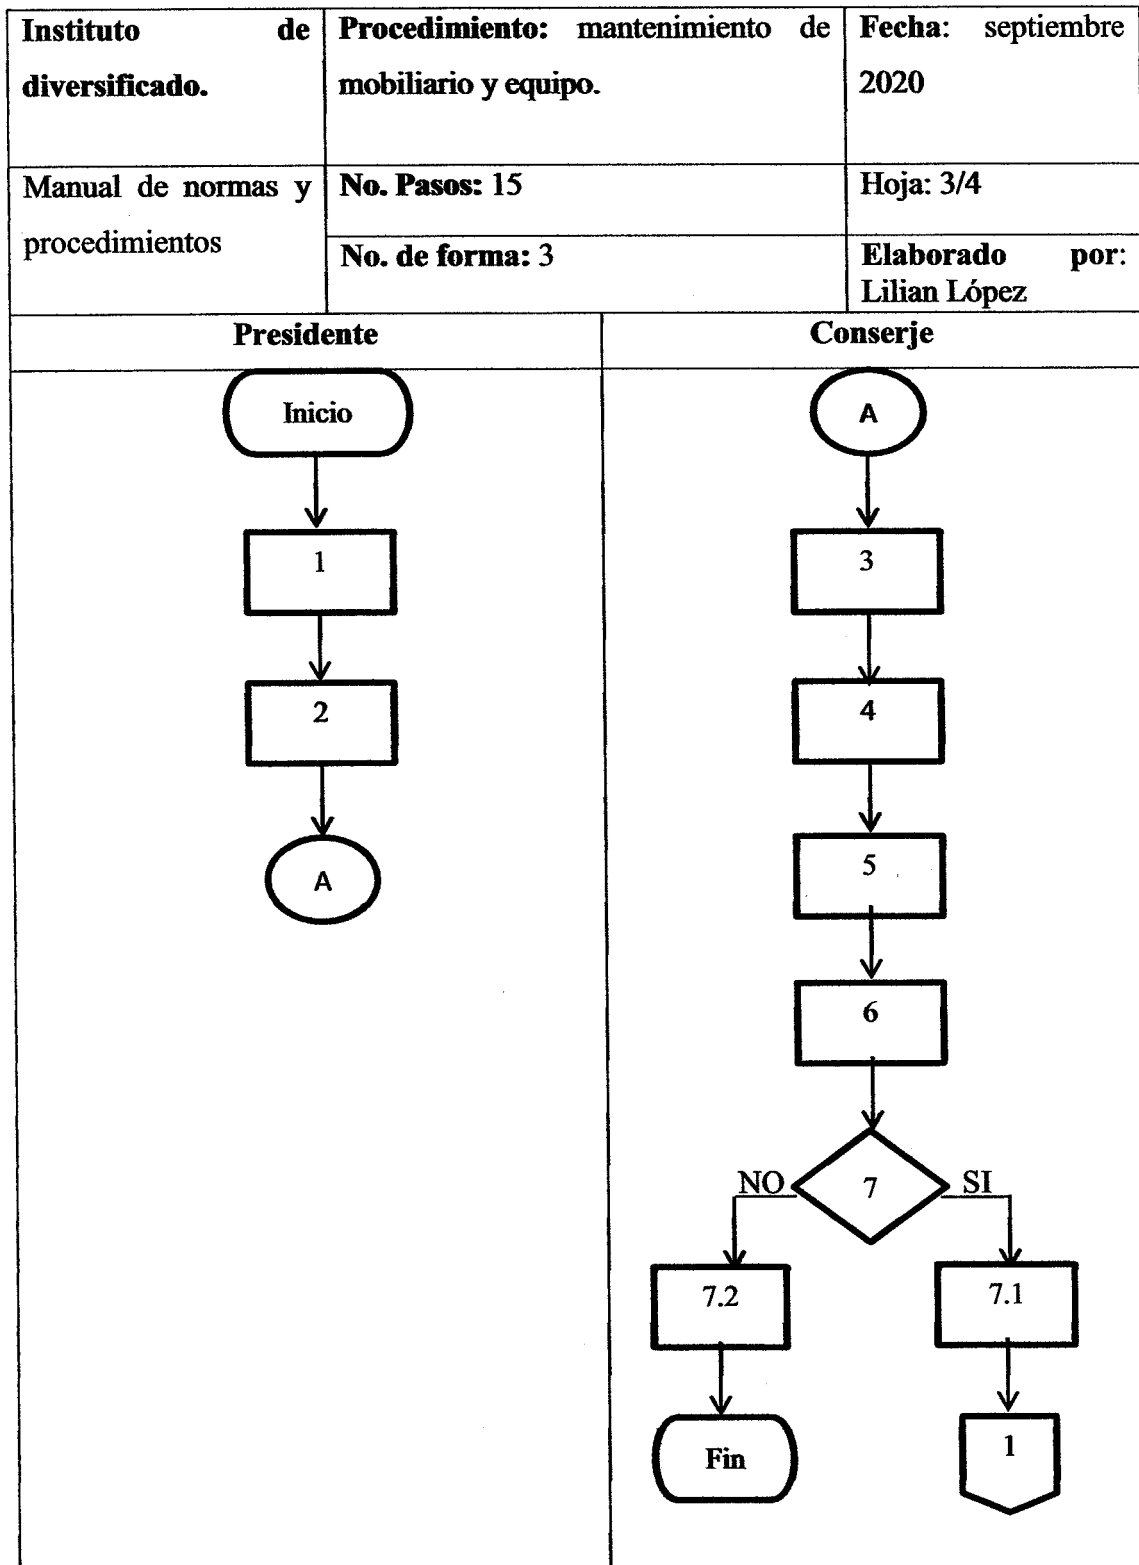 Instituto de
diversificado.
Procedimiento: mantenimiento de
mobiliario y equipo.
Fecha: septiembre
2020
Manual de normas y
procedimientos
No. Pasos: 15
Hoja: 3/4
No. de forma: 3
Elaborado por:
Lilian López
Presidente
Conserje
Inicio
1
2
A
A
3
4
5
6
7
NO
SI
7.2
7.1
Fin
1